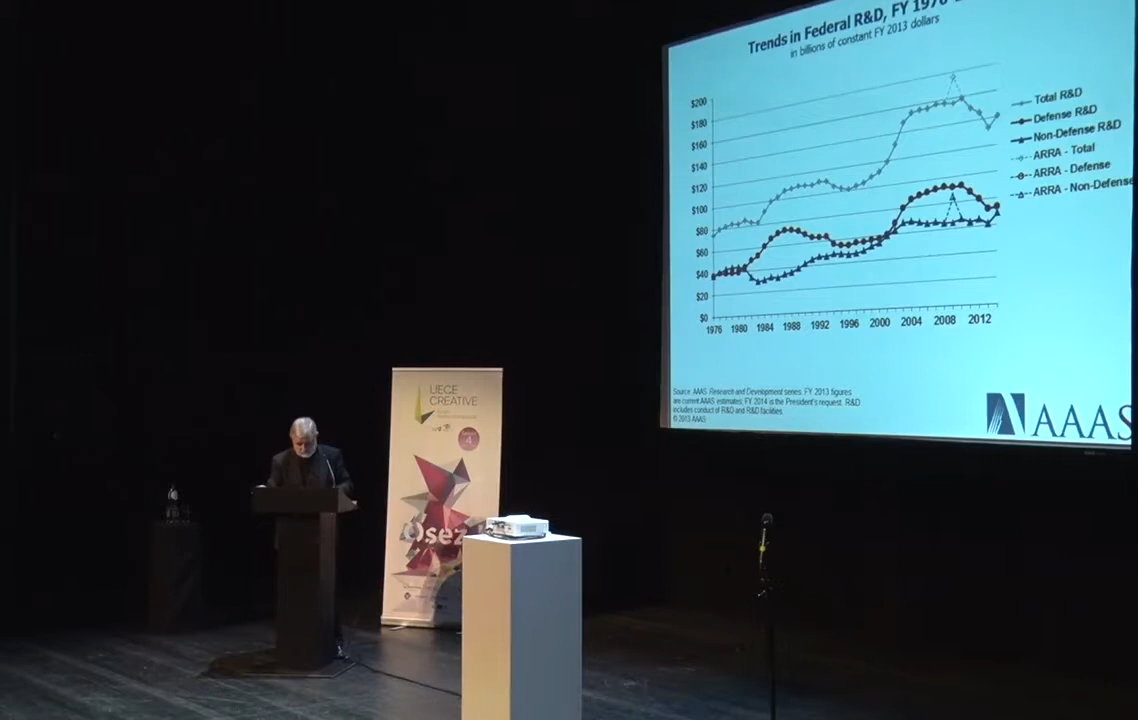 Trends in Federal R&D, FY 1976
in billions of constant FY 2013 dollars
$200
$180
$160
$140
$120
$100
$80
$60
$40
$20
$0
1976 1980 1984 1988 1992 1996 2000 2004 2008 2012
Total R&D
Defense R&D
Non-Defense R&D
ARRA - Total
ARRA - Defense
ARRA - Non-Defense
Source: AAAS Research and Development series. FY 2013 figures
are current AAAS estimates; FY 2014 is the President's request. R&D
includes conduct of R&D and R&D facilities.
© 2013 AAAS
AAAS
CREATIVE
4